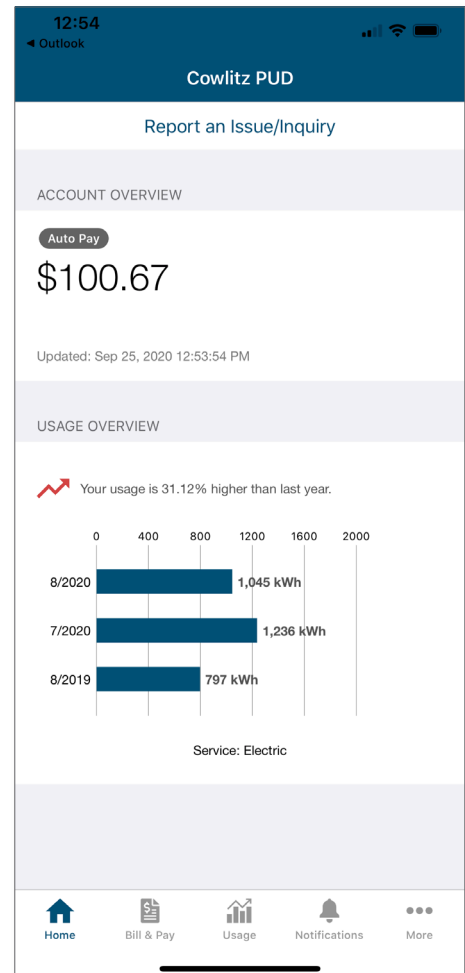 12:54
◄ Outlook
Cowlitz PUD
Report an Issue/Inquiry
ACCOUNT OVERVIEW
Auto Pay
$100.67
Updated: Sep 25, 2020 12:53:54 PM
USAGE OVERVIEW
Your usage is 31.12% higher than last year.
0 400 800 1200 1600 2000
8/2020 1,045 kWh
7/2020 1,236 kWh
8/2019 797 kWh
Service: Electric
Home Bill & Pay Usage Notifications More